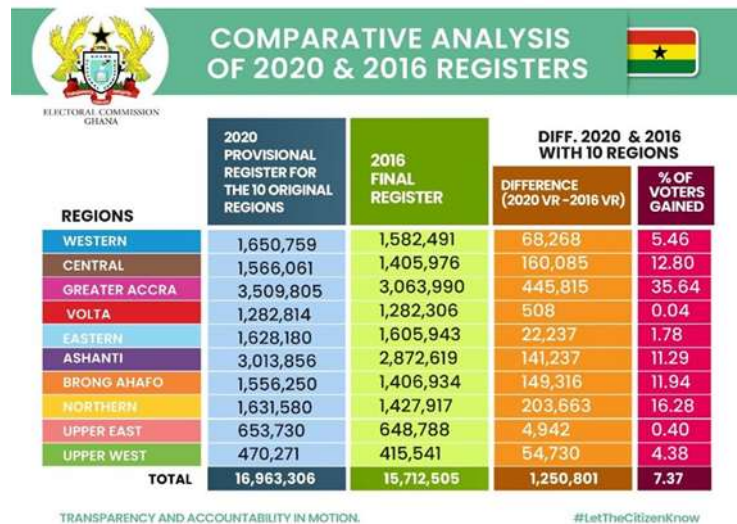 COMPARATIVE ANALYSIS
OF 2020 & 2016 REGISTERS
ELECTORAL COMMISSION
GHANA
REGIONS
2020
PROVISIONAL
REGISTER FOR
THE 10 ORIGINAL
REGIONS
2016
FINAL
REGISTER
DIFF. 2020 & 2016
WITH 10 REGIONS
DIFFERENCE
(2020 VR -2016 VR)
% OF
VOTERS
GAINED
WESTERN 1,650,759 1,582,491 68,268 5.46
CENTRAL 1,566,061 1,405,976 160,085 12.80
GREATER ACCRA 3,509,805 3,063,990 445,815 35.64
VOLTA 1,282,814 1,282,306 508 0.04
EASTERN 1,628,180 1,605,943 22,237 1.78
ASHANTI 3,013,856 2,872,619 141,237 11.29
BRONG AHAFO 1,556,250 1,406,934 149,316 11.94
NORTHERN 1,631,580 1,427,917 203,663 16.28
UPPER EAST 653,730 648,788 4,942 0.40
UPPER WEST 470,271 415,541 54,730 4.38
TOTAL 16,963,306 15,712,505 1,250,801 7.37
TRANSPARENCY AND ACCOUNTABILITY IN MOTION.
#LetTheCitizenKnow